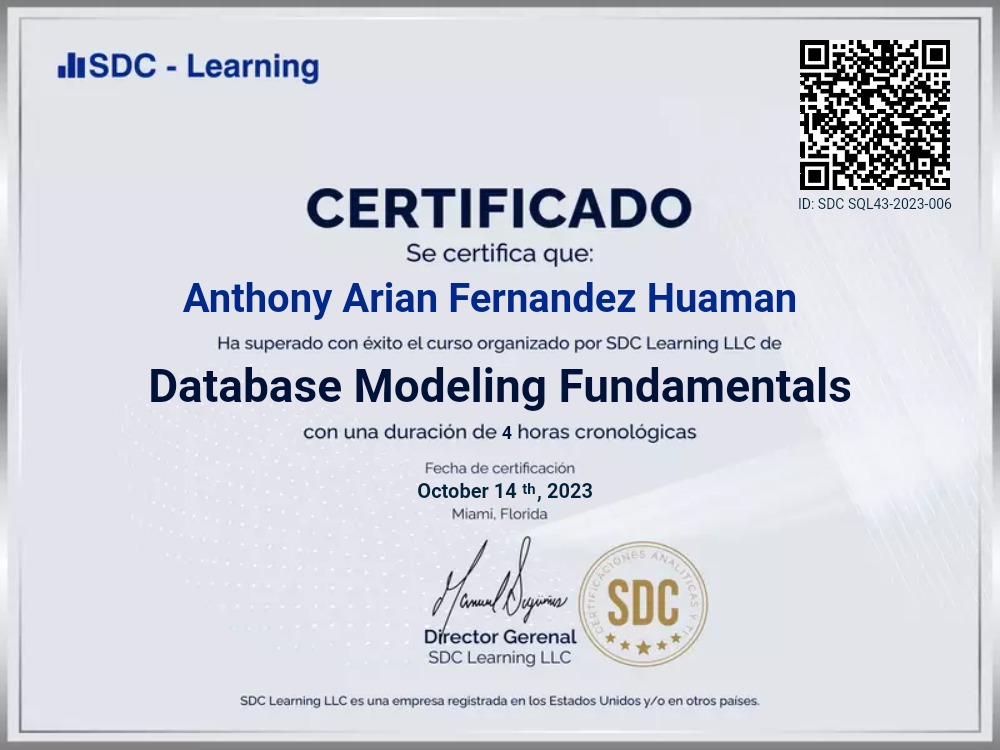 SDC - Learning
ID: SDC SQL43-2023-006
CERTIFICADO
Se certifica que:
Anthony Arian Fernandez Huaman
Ha superado con éxito el curso organizado por SDC Learning LLC de
Database Modeling Fundamentals
con una duración de 4 horas cronológicas
Fecha de certificación
October 14 th, 2023
Miami, Florida
Director Gerenal
SDC Learning LLC
CERTIFICACIONES ANALITICAS Y TI
SDC
SDC Learning LLC es una empresa registrada en los Estados Unidos y/o en otros países.